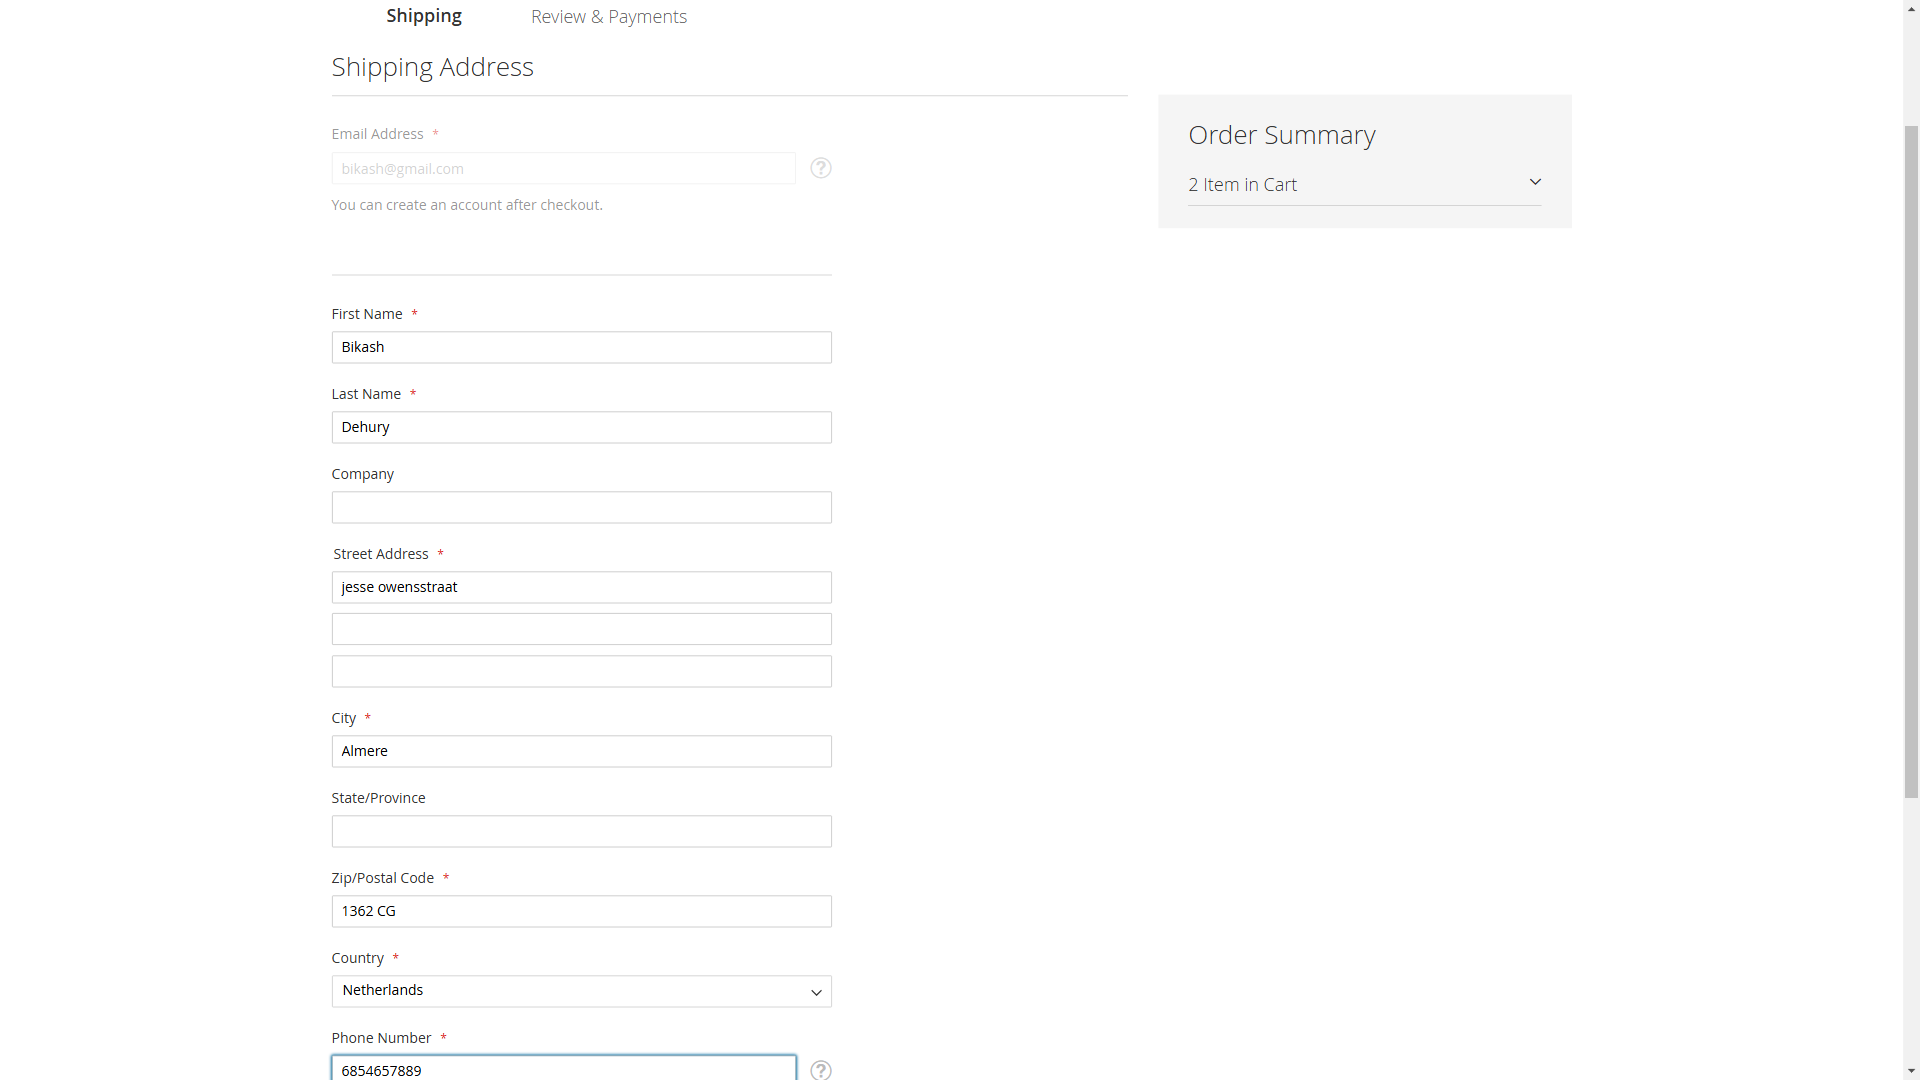 Shipping
Review & Payments
Shipping Address
Email Address *
bikash@gmail.com
You can create an account after checkout.
Order Summary
2 Item in Cart
First Name *
Bikash
Last Name *
Dehury
Company
Street Address *
jesse owensstraat
City *
Almere
State/Province
Zip/Postal Code *
1362 CG
Country *
Netherlands
Phone Number *
6854657889